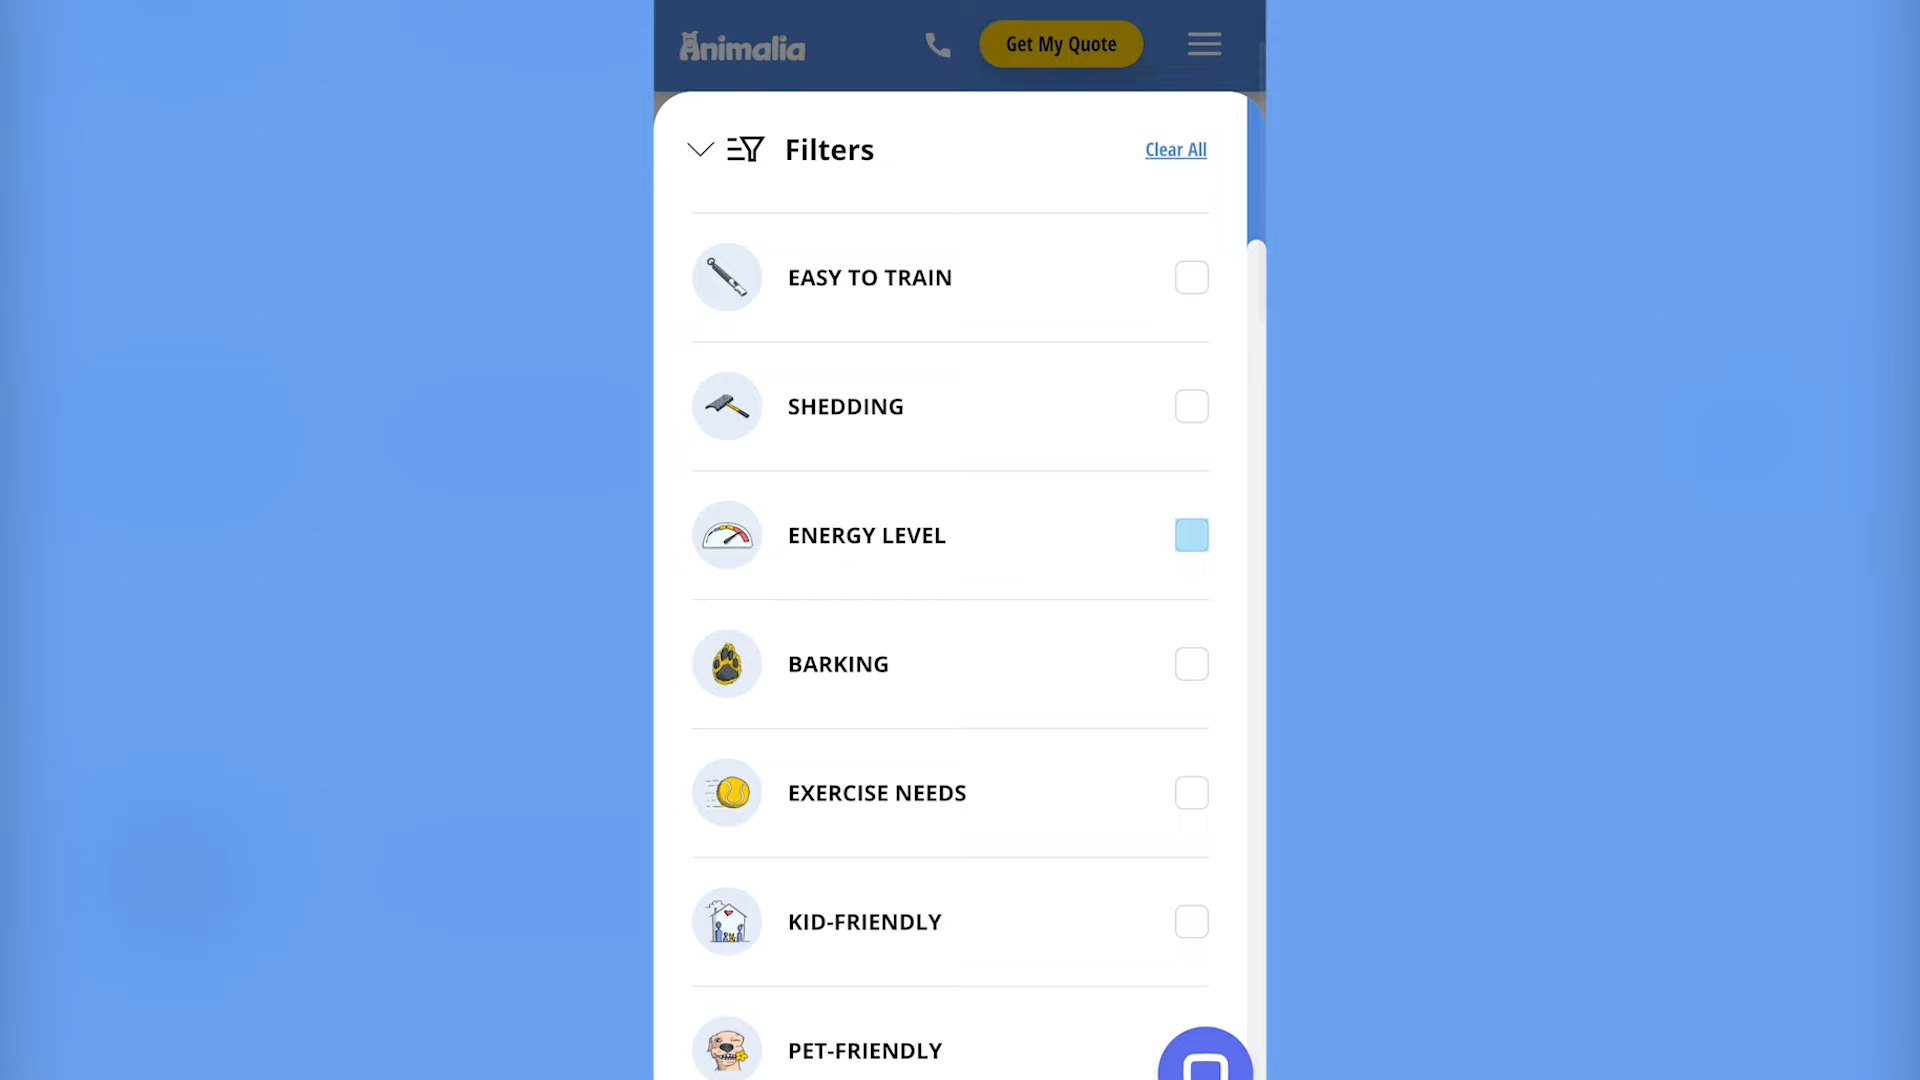 Animalia
Get My Quote
Filters
Clear All
EASY TO TRAIN
SHEDDING
ENERGY LEVEL
BARKING
EXERCISE NEEDS
KID-FRIENDLY
PET-FRIENDLY